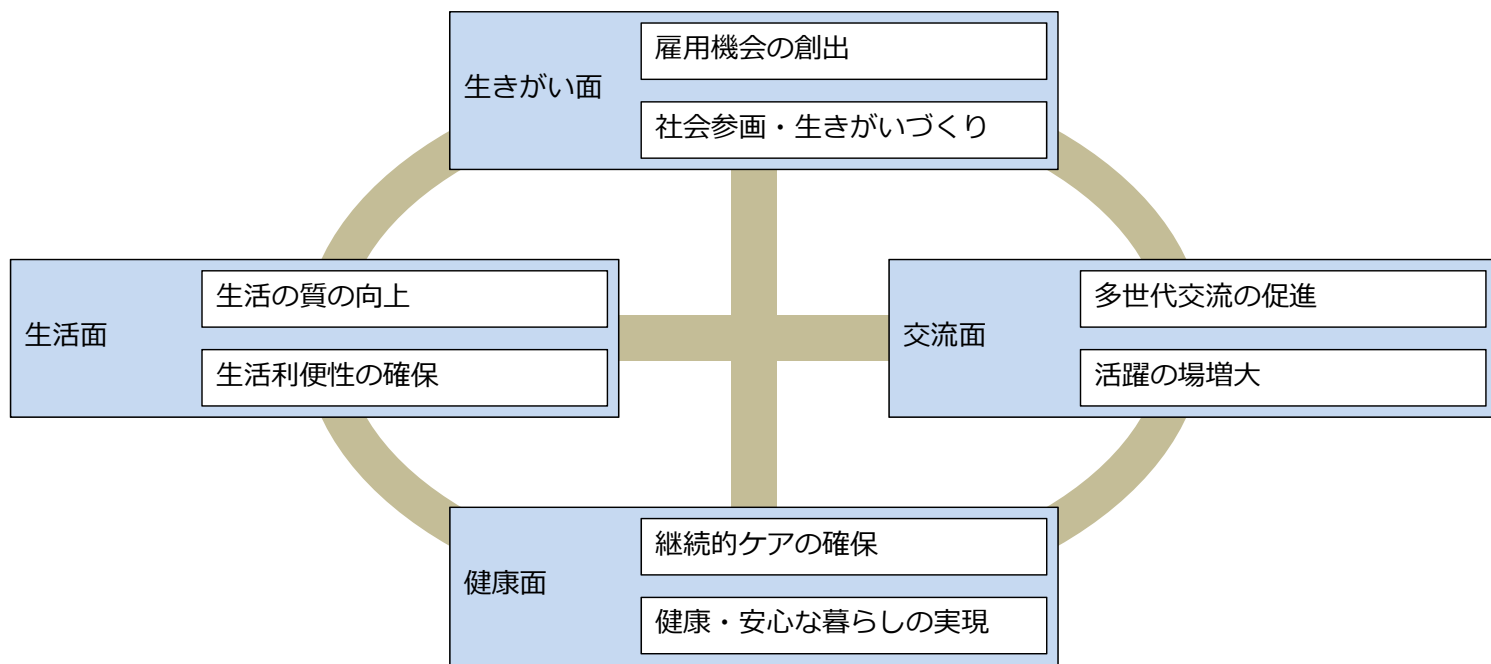 生きがい面
雇用機会の創出
社会参画・生きがいづくり
生活面
生活の質の向上
生活利便性の確保
交流面
多世代交流の促進
活躍の場増大
健康面
継続的ケアの確保
健康・安心な暮らしの実現